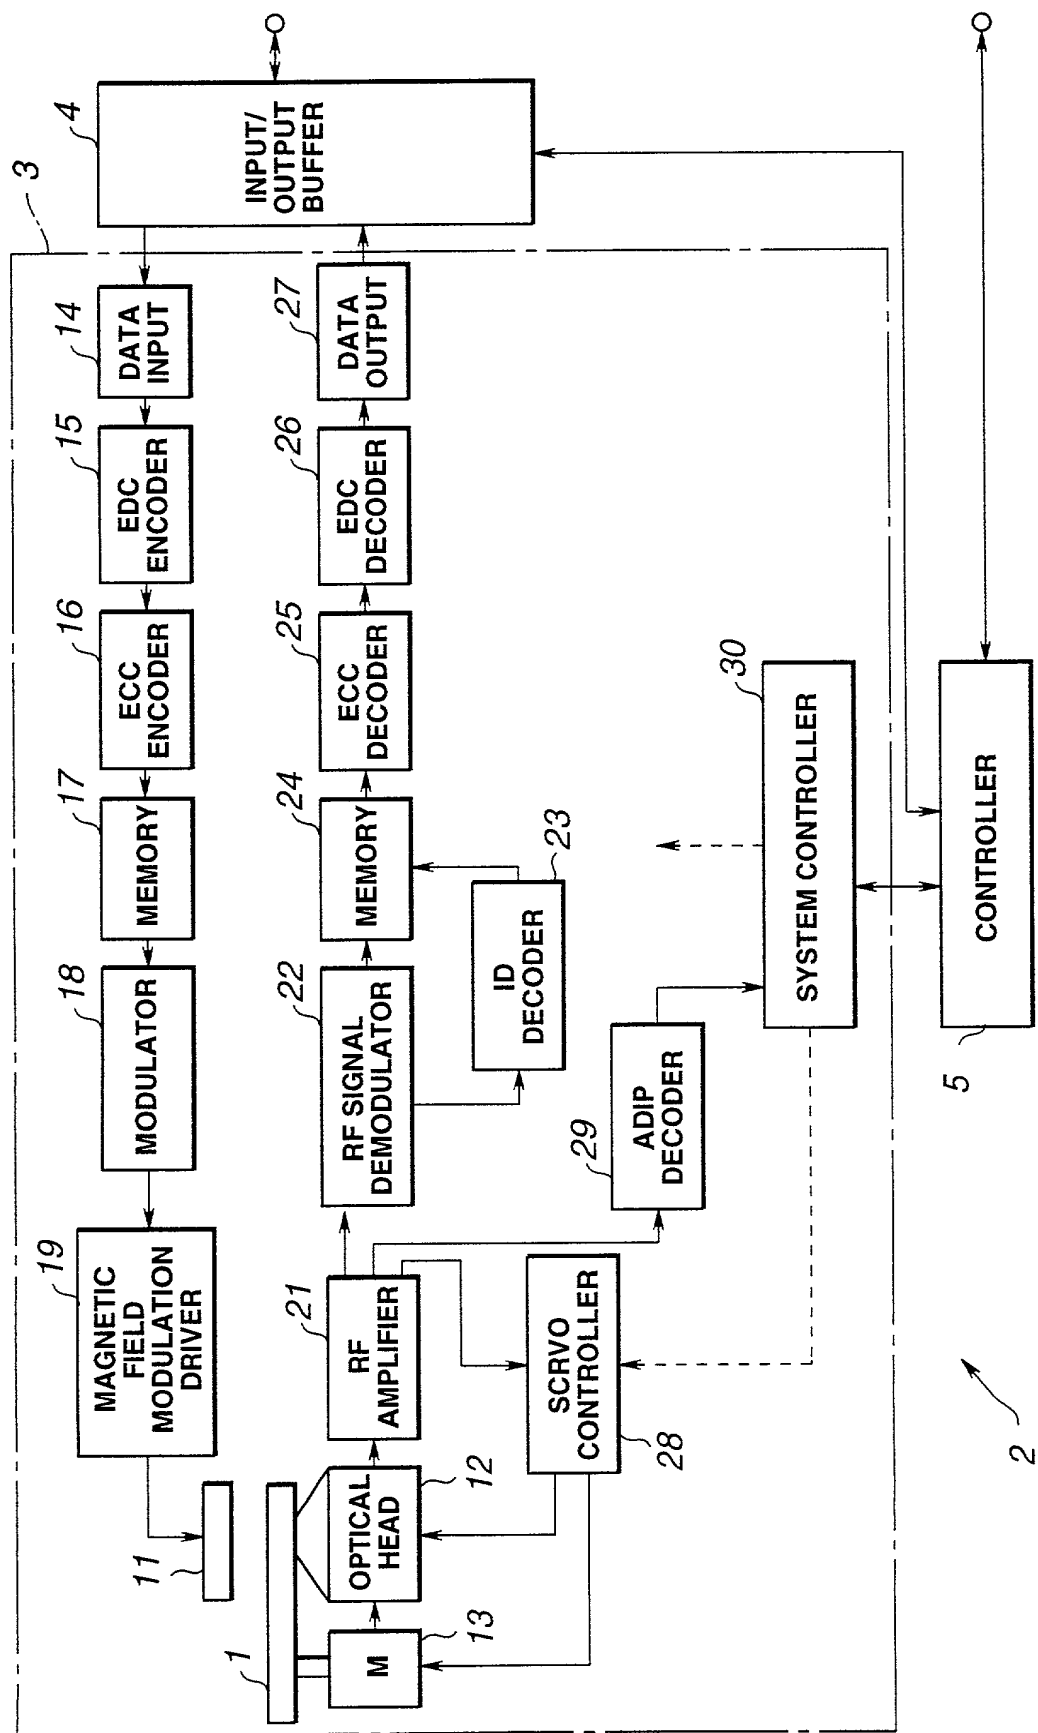 3
4
INPUT/
OUTPUT
BUFFER
14
DATA
INPUT
15
EDC
ENCODER
16
ECC
ENCODER
17
MEMORY
18
MODULATOR
19
MAGNETIC
FIELD
MODULATION
DRIVER
11
1
27
DATA
OUTPUT
26
EDC
DECODER
25
ECC
DECODER
24
MEMORY
22
RF SIGNAL
DEMODULATOR
21
RF
AMPLIFIER
OPTICAL
HEAD
12
M
13
ID
DECODER
23
29
ADIP
DECODER
SCRVO
CONTROLLER
28
30
SYSTEM CONTROLLER
CONTROLLER
5
2